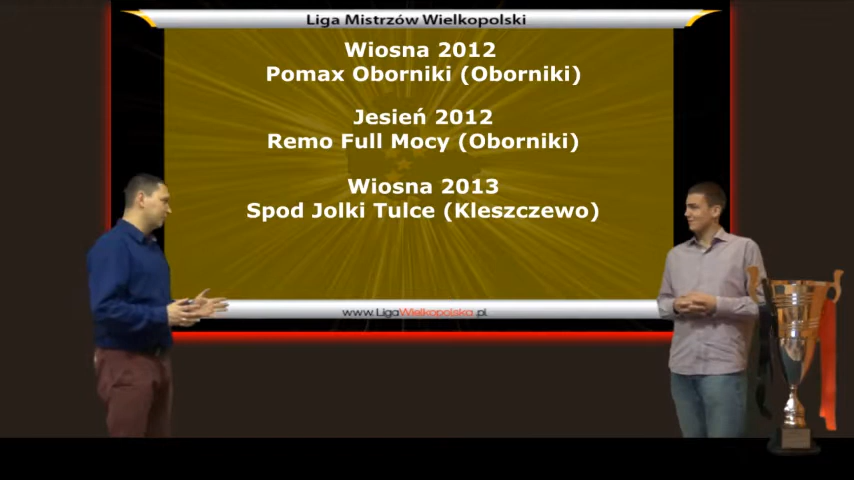 Liga Mistrzów Wielkopolski
Wiosna 2012
Pomax Oborniki (Oborniki)
Jesień 2012
Remo Full Mocy (Oborniki)
Wiosna 2013
Spod Jolki Tulce (Kleszczewo)
www.LigaWielkopolska.pl